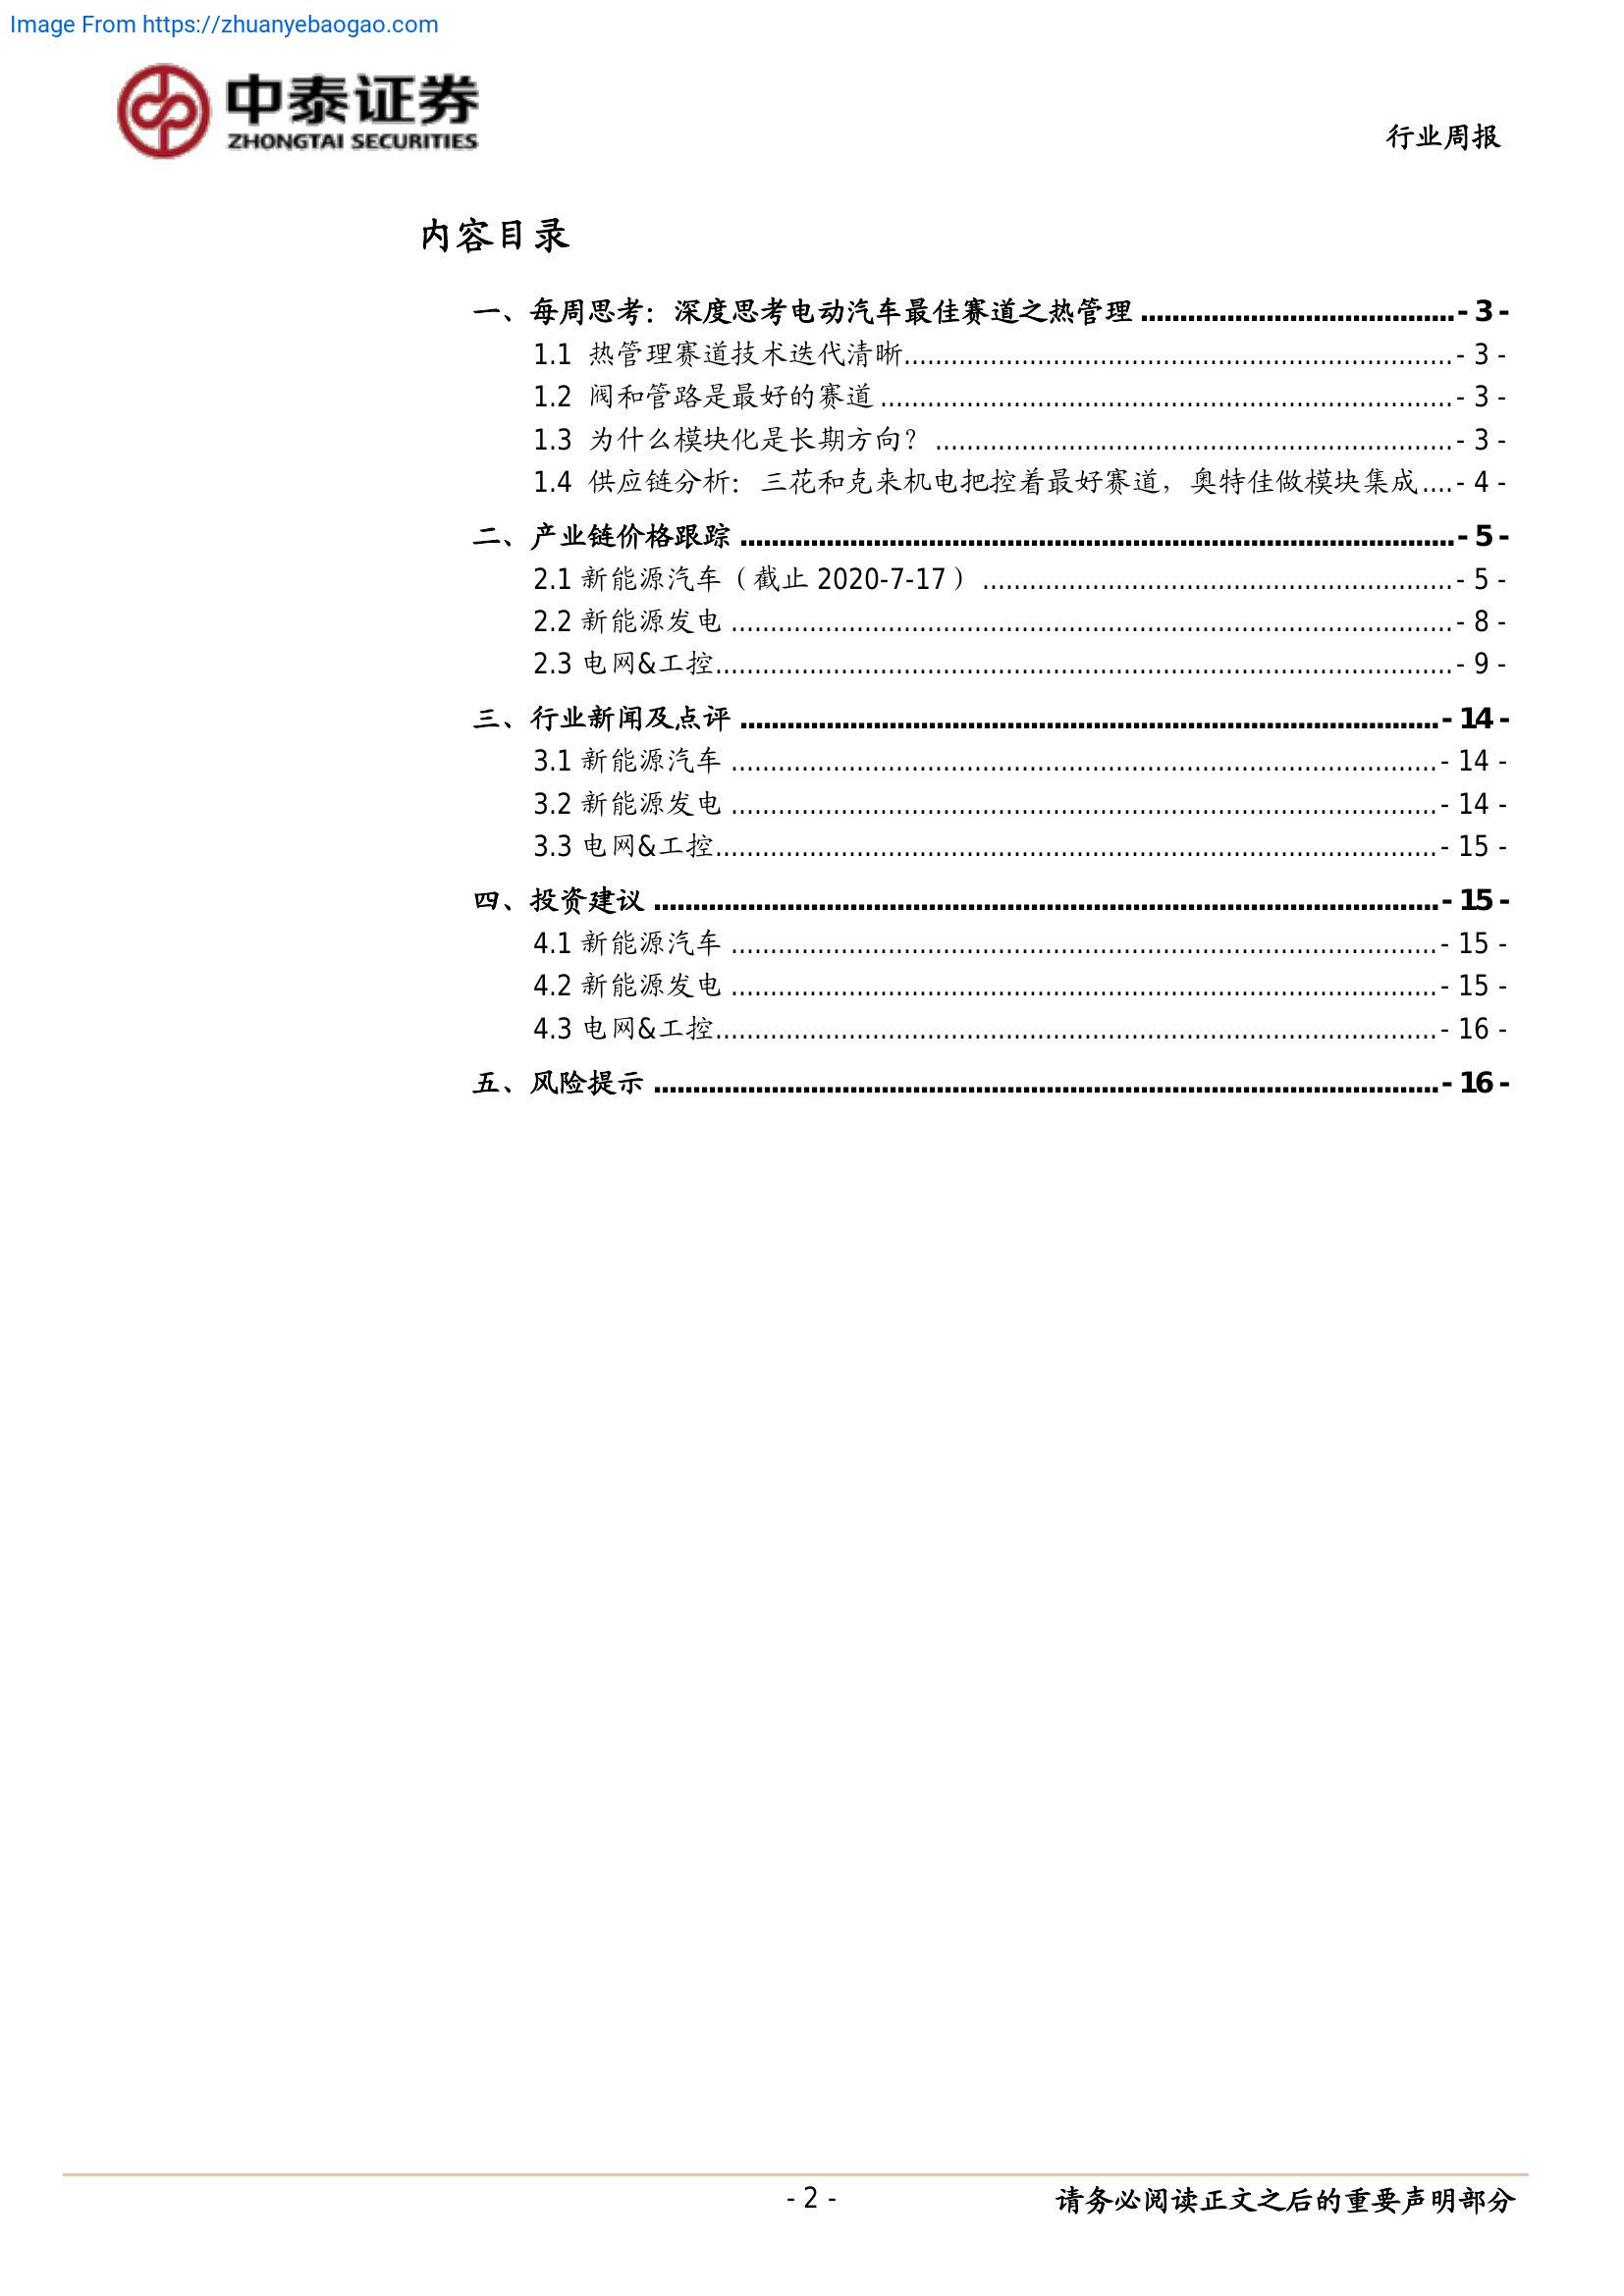 Image From https://zhuanyebaogao.com
中泰证券
ZHONGTAI SECURITIES
行业周报
内容目录
一、每周思考：深度思考电动汽车最佳赛道之热管理 ........................................ - 3 -
1.1 热管理赛道技术迭代清晰...................................................................... - 3 -
1.2 阀和管路是最好的赛道 ......................................................................... - 3 -
1.3 为什么模块化是长期方向？ .................................................................. - 3 -
1.4 供应链分析：三花和克来机电把控着最好赛道，奥特佳做模块集成.... - 4 -
二、产业链价格跟踪 ........................................................................................... - 5 -
2.1 新能源汽车（截止 2020-7-17） ............................................................ - 5 -
2.2 新能源发电 ............................................................................................ - 8 -
2.3 电网&工控.............................................................................................. - 9 -
三、行业新闻及点评 ......................................................................................... - 14 -
3.1 新能源汽车 .......................................................................................... - 14 -
3.2 新能源发电 .......................................................................................... - 14 -
3.3 电网&工控............................................................................................ - 15 -
四、投资建议 .................................................................................................... - 15 -
4.1 新能源汽车 .......................................................................................... - 15 -
4.2 新能源发电 .......................................................................................... - 15 -
4.3 电网&工控............................................................................................ - 16 -
五、风险提示 .................................................................................................... - 16 -
- 2 -
请务必阅读正文之后的重要声明部分